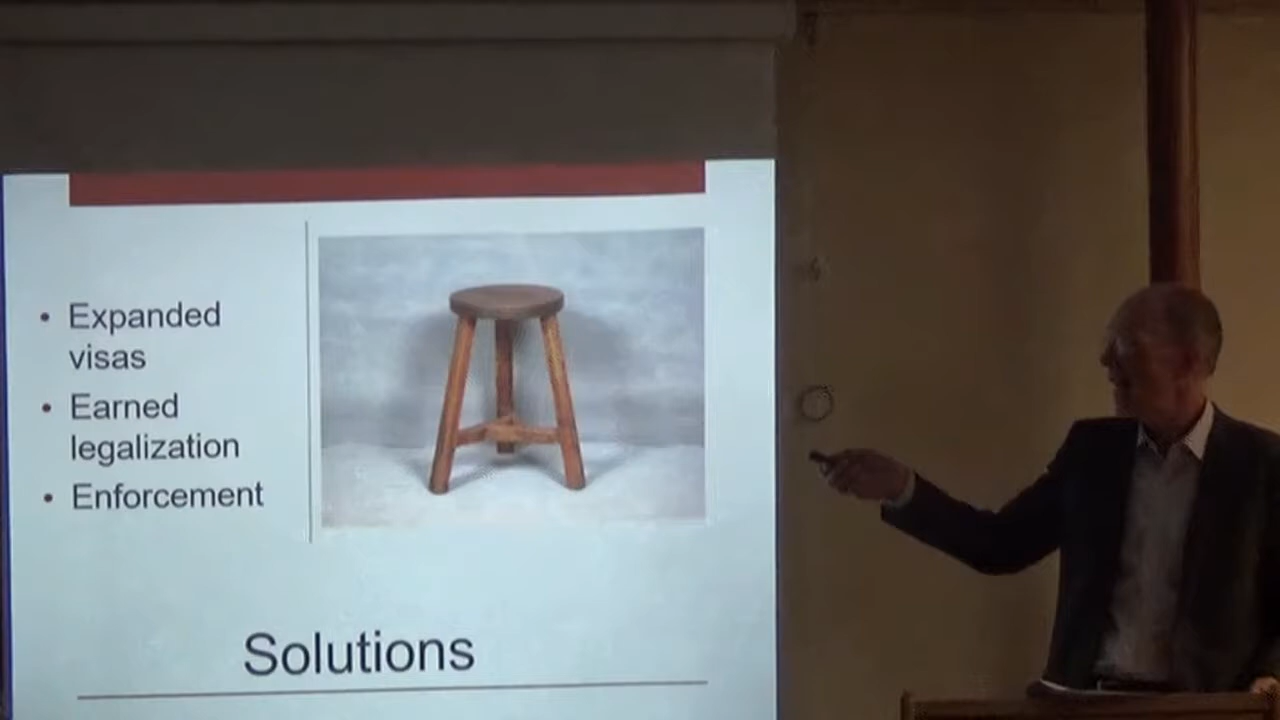 • Expanded
visas
• Earned
legalization
• Enforcement
Solutions